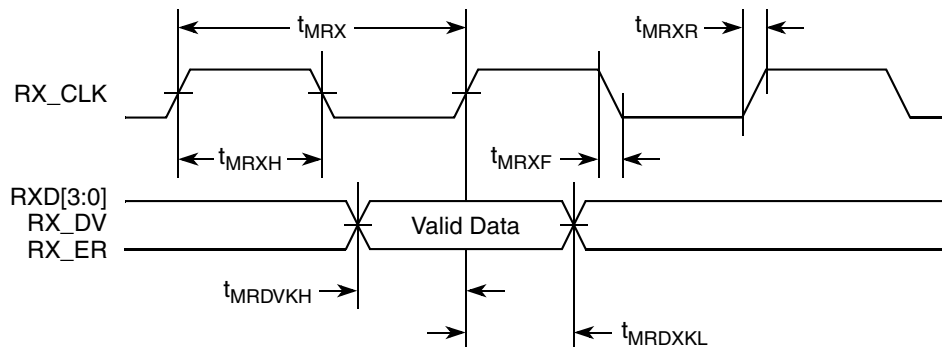 tMRX
tMRXR
RX_CLK
tMRXH
tMRXF
RXD[3:0]
RX_DV
RX_ER
Valid Data
tMRDVKH
tMRDXKL